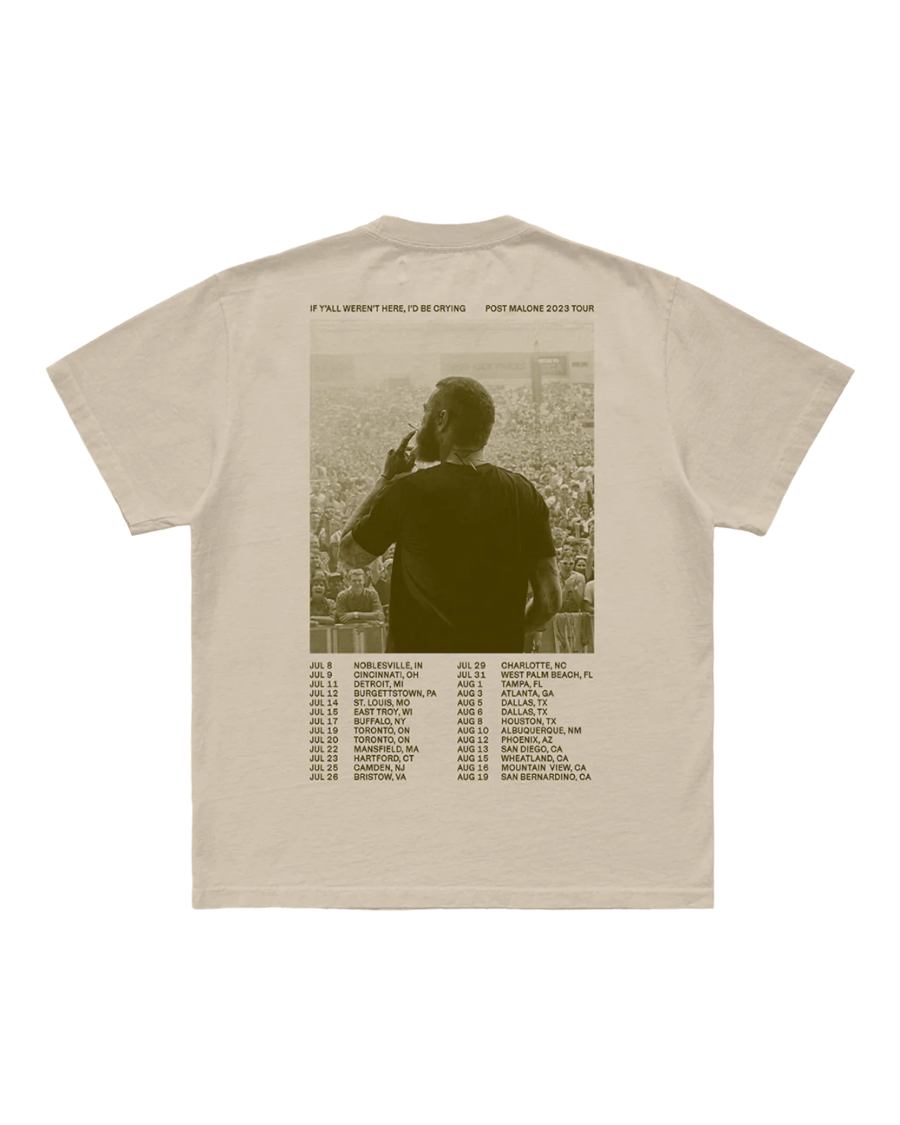 IF Y'ALL WEREN'T HERE, I'D BE CRYING POST MALONE 2023 TOUR
JUL 8 NOBLESVILLE, IN
JUL 9 CINCINNATI, OH
JUL 11 DETROIT, MI
JUL 12 BURGETTSTOWN, PA
JUL 14 ST. LOUIS, MO
JUL 15 EAST TROY, WI
JUL 17 BUFFALO, NY
JUL 19 TORONTO, ON
JUL 20 TORONTO, ON
JUL 22 MANSFIELD, MA
JUL 23 HARTFORD, CT
JUL 25 CAMDEN, NJ
JUL 26 BRISTOW, VA
JUL 29 CHARLOTTE, NC
JUL 31 WEST PALM BEACH, FL
AUG 1 TAMPA, FL
AUG 3 ATLANTA, GA
AUG 5 DALLAS, TX
AUG 6 DALLAS, TX
AUG 8 HOUSTON, TX
AUG 10 ALBUQUERQUE, NM
AUG 12 PHOENIX, AZ
AUG 13 SAN DIEGO, CA
AUG 15 WHEATLAND, CA
AUG 16 MOUNTAIN VIEW, CA
AUG 19 SAN BERNARDINO, CA